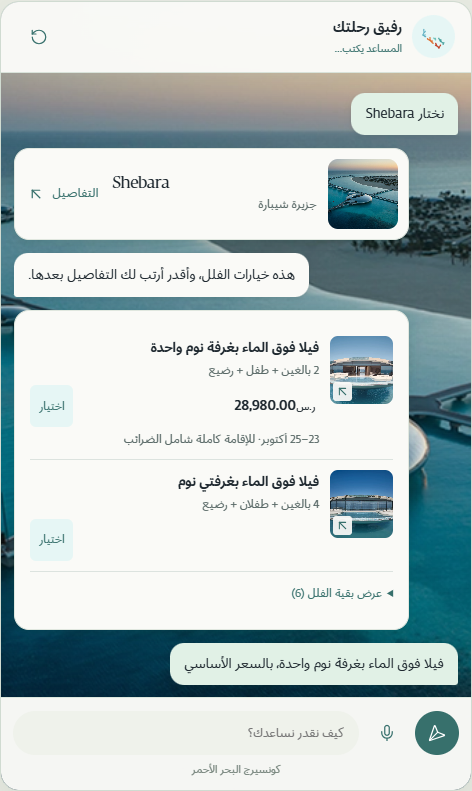 رفيق رحلتك
المساعد يكتب...
نختار Shebara
Shebara
جزيرة شيبارة
التفاصيل
هذه خيارات الفلل، وأقدر أرتب لك التفاصيل بعدها.
فيلا فوق الماء بغرفة نوم واحدة
2 بالغين + طفل + رضيع
ر.س.28,980.00
اختيار
23–25 أكتوبر · للإقامة كاملة شامل الضرائب
فيلا فوق الماء بغرفتي نوم
4 بالغين + طفلان + رضيع
اختيار
عرض بقية الفلل (6)
فيلا فوق الماء بغرفة نوم واحدة، بالسعر الأساسي
كيف نقدر نساعدك؟
كونسيرج البحر الأحمر